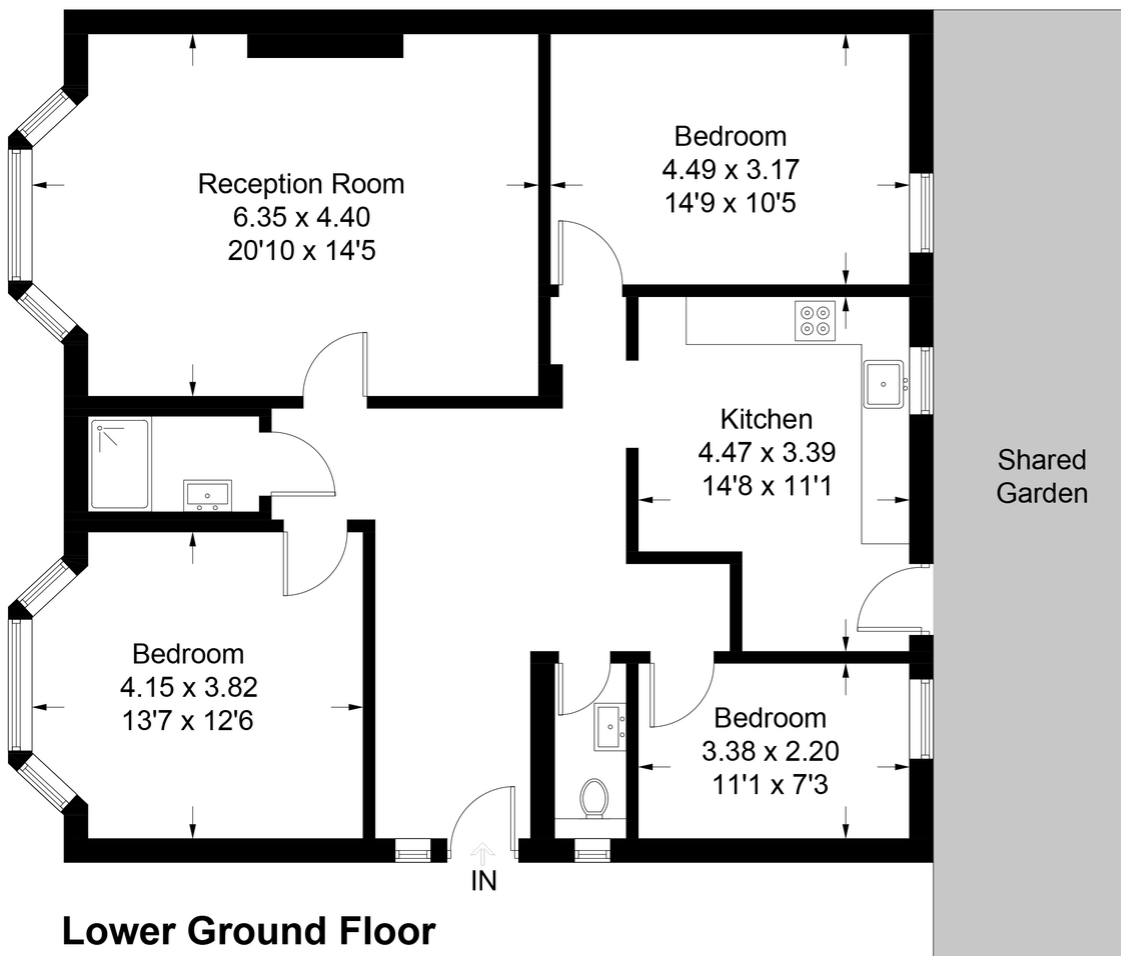 Reception Room
6.35 x 4.40
20'10 x 14'5
Bedroom
4.49 x 3.17
14'9 x 10'5
Kitchen
4.47 x 3.39
14'8 x 11'1
Shared
Garden
Bedroom
4.15 x 3.82
13'7 x 12'6
Bedroom
3.38 x 2.20
11'1 x 7'3
IN
Lower Ground Floor